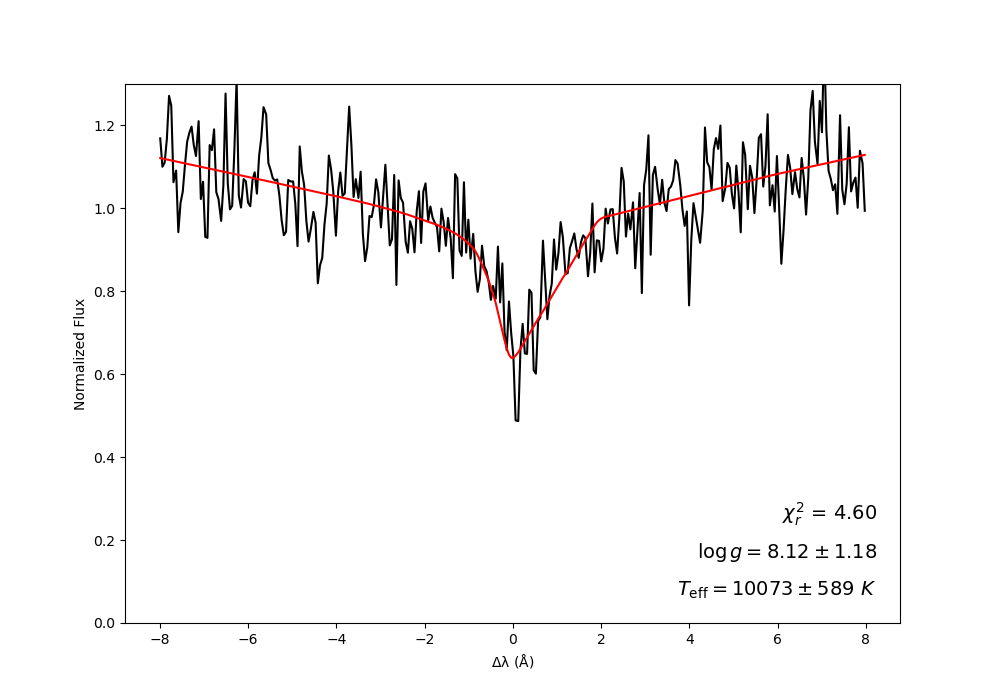 1.2
1.0
0.8
0.6
0.4
0.2
0.0
Normalized Flux
χ²ᵣ = 4.60
log g = 8.12 ± 1.18
T_eff = 10073 ± 589 K
−8 −6 −4 −2 0 2 4 6 8
Δλ (Å)